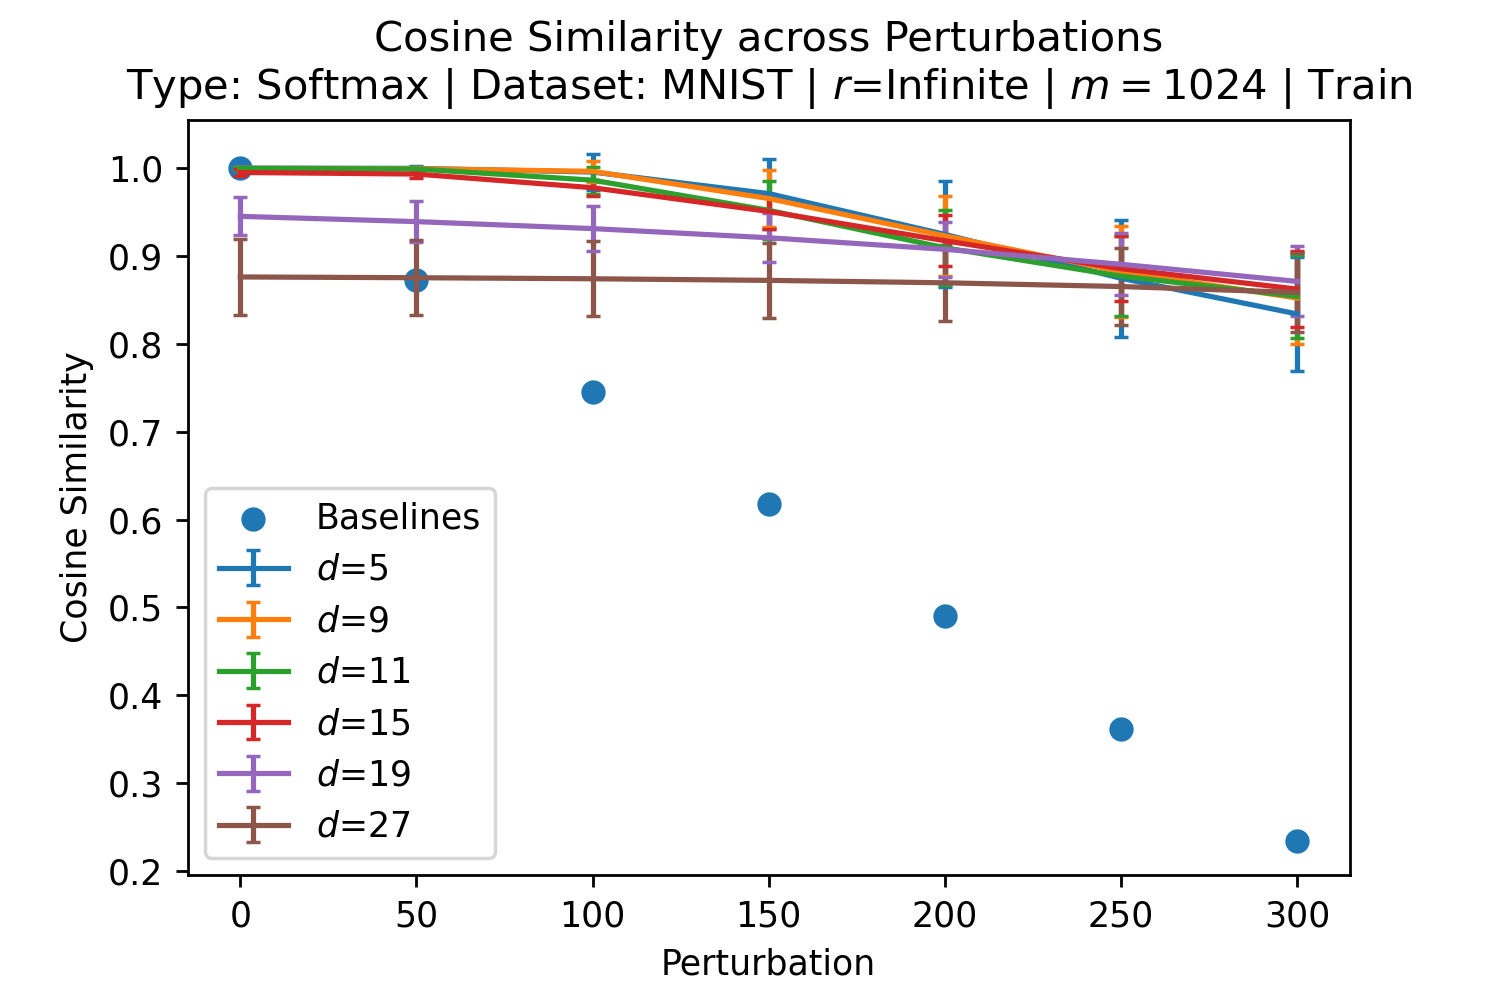 Cosine Similarity across Perturbations
Type: Softmax | Dataset: MNIST | r=Infinite | m = 1024 | Train
Cosine Similarity
1.0
0.9
0.8
0.7
0.6
0.5
0.4
0.3
0.2
Baselines
d=5
d=9
d=11
d=15
d=19
d=27
0 50 100 150 200 250 300
Perturbation